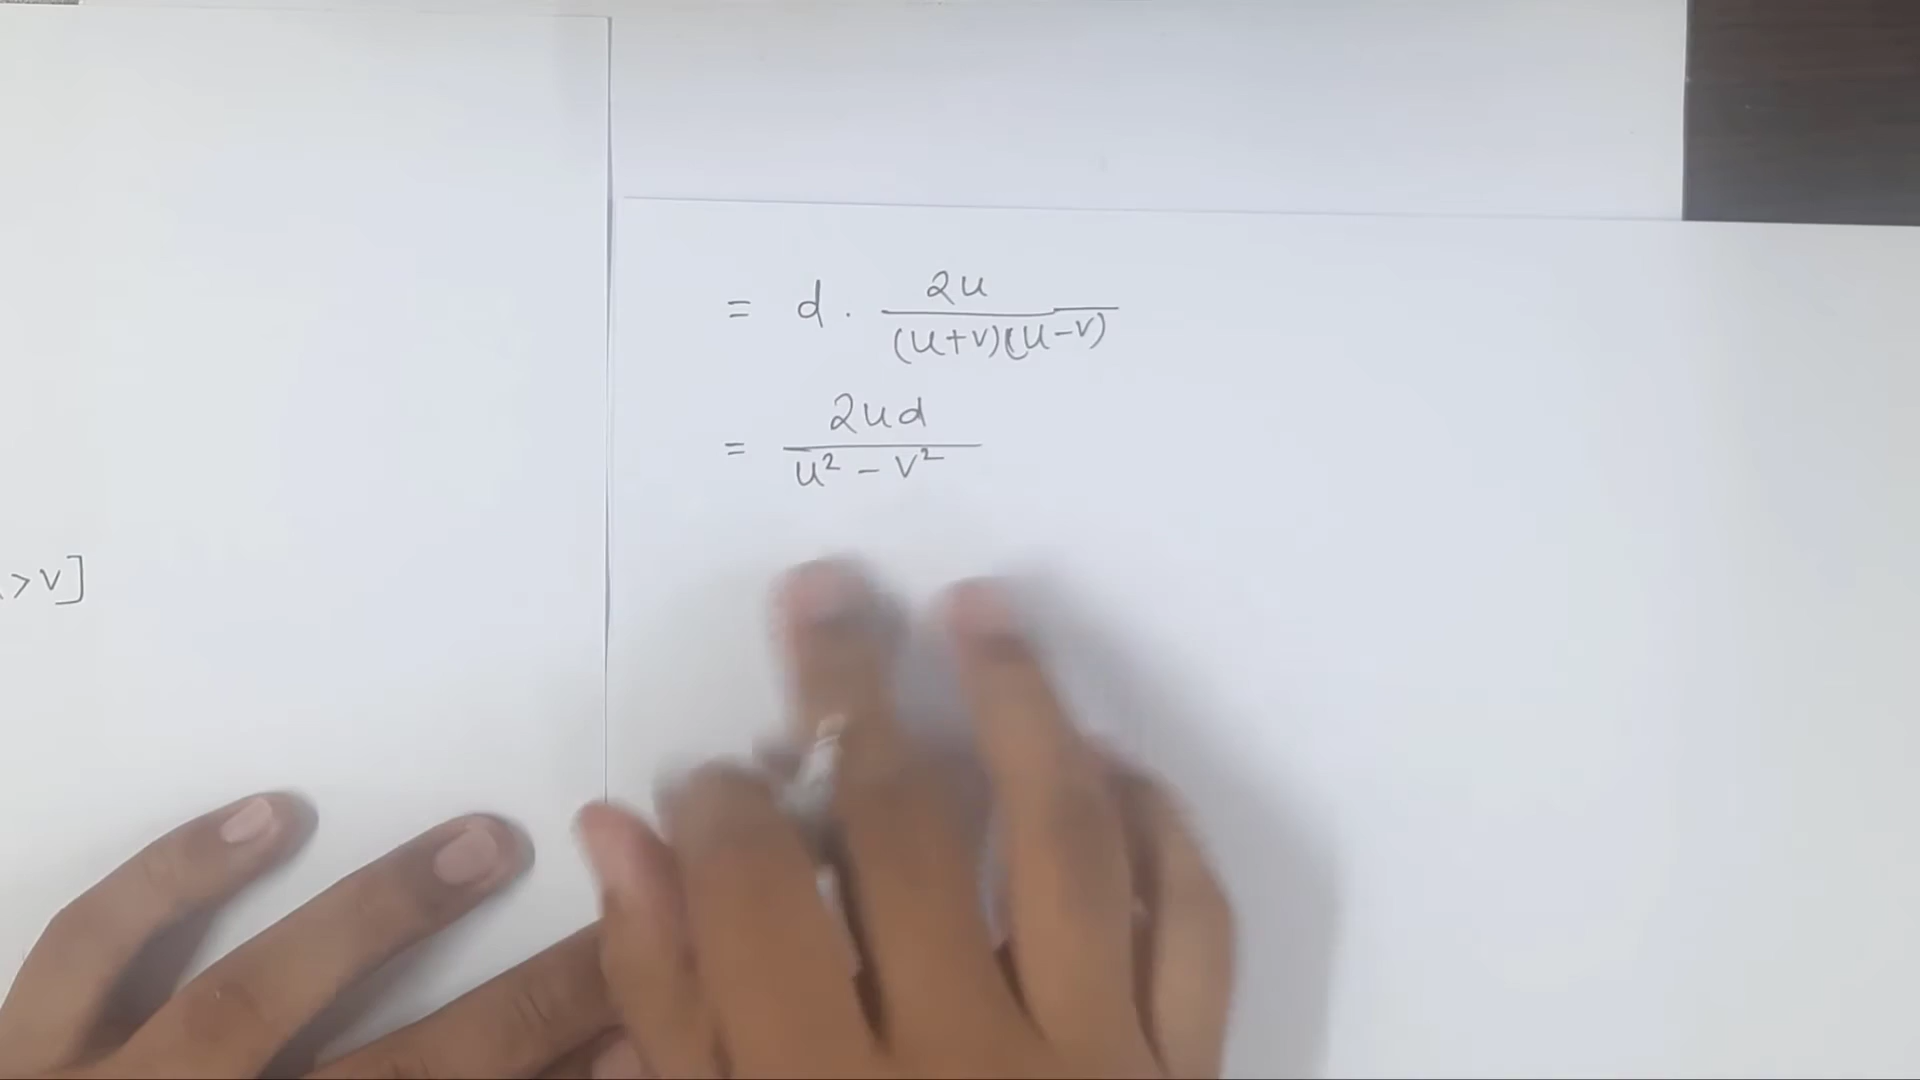 = d . 2u / (u+v)(u-v)
= 2ud / u² - v²
>v]